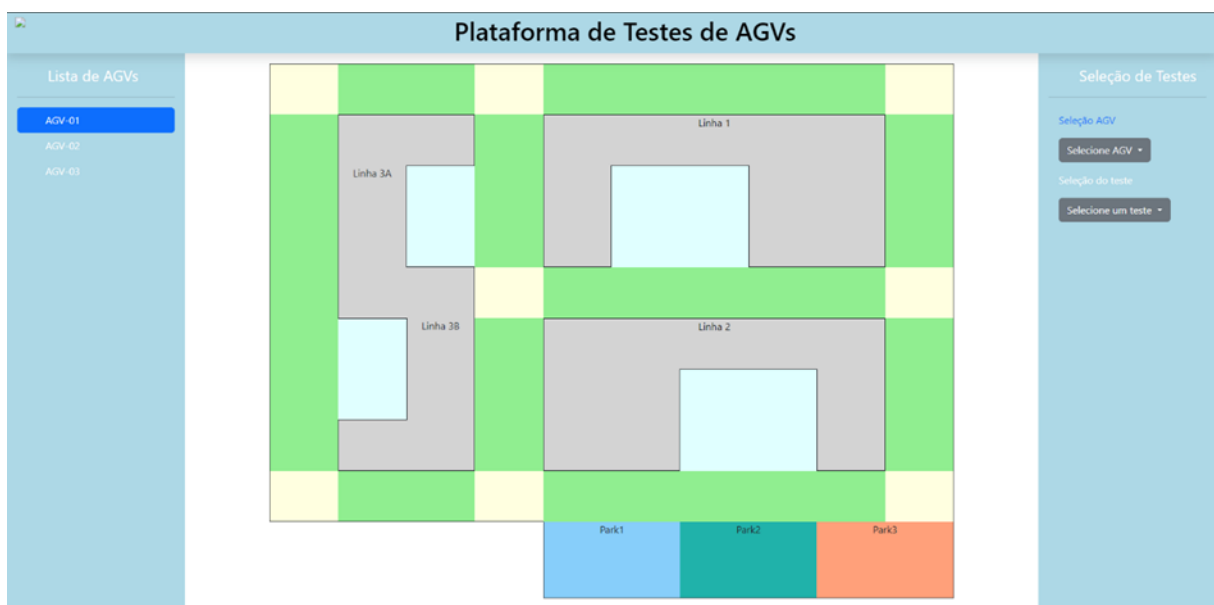 Plataforma de Testes de AGVs
Lista de AGVs
AGV-01
AGV-02
AGV-03
Linha 1
Linha 3A
Linha 3B
Linha 2
Park1
Park2
Park3
Seleção de Testes
Seleção AGV
Selecione AGV
Seleção do teste
Selecione um teste